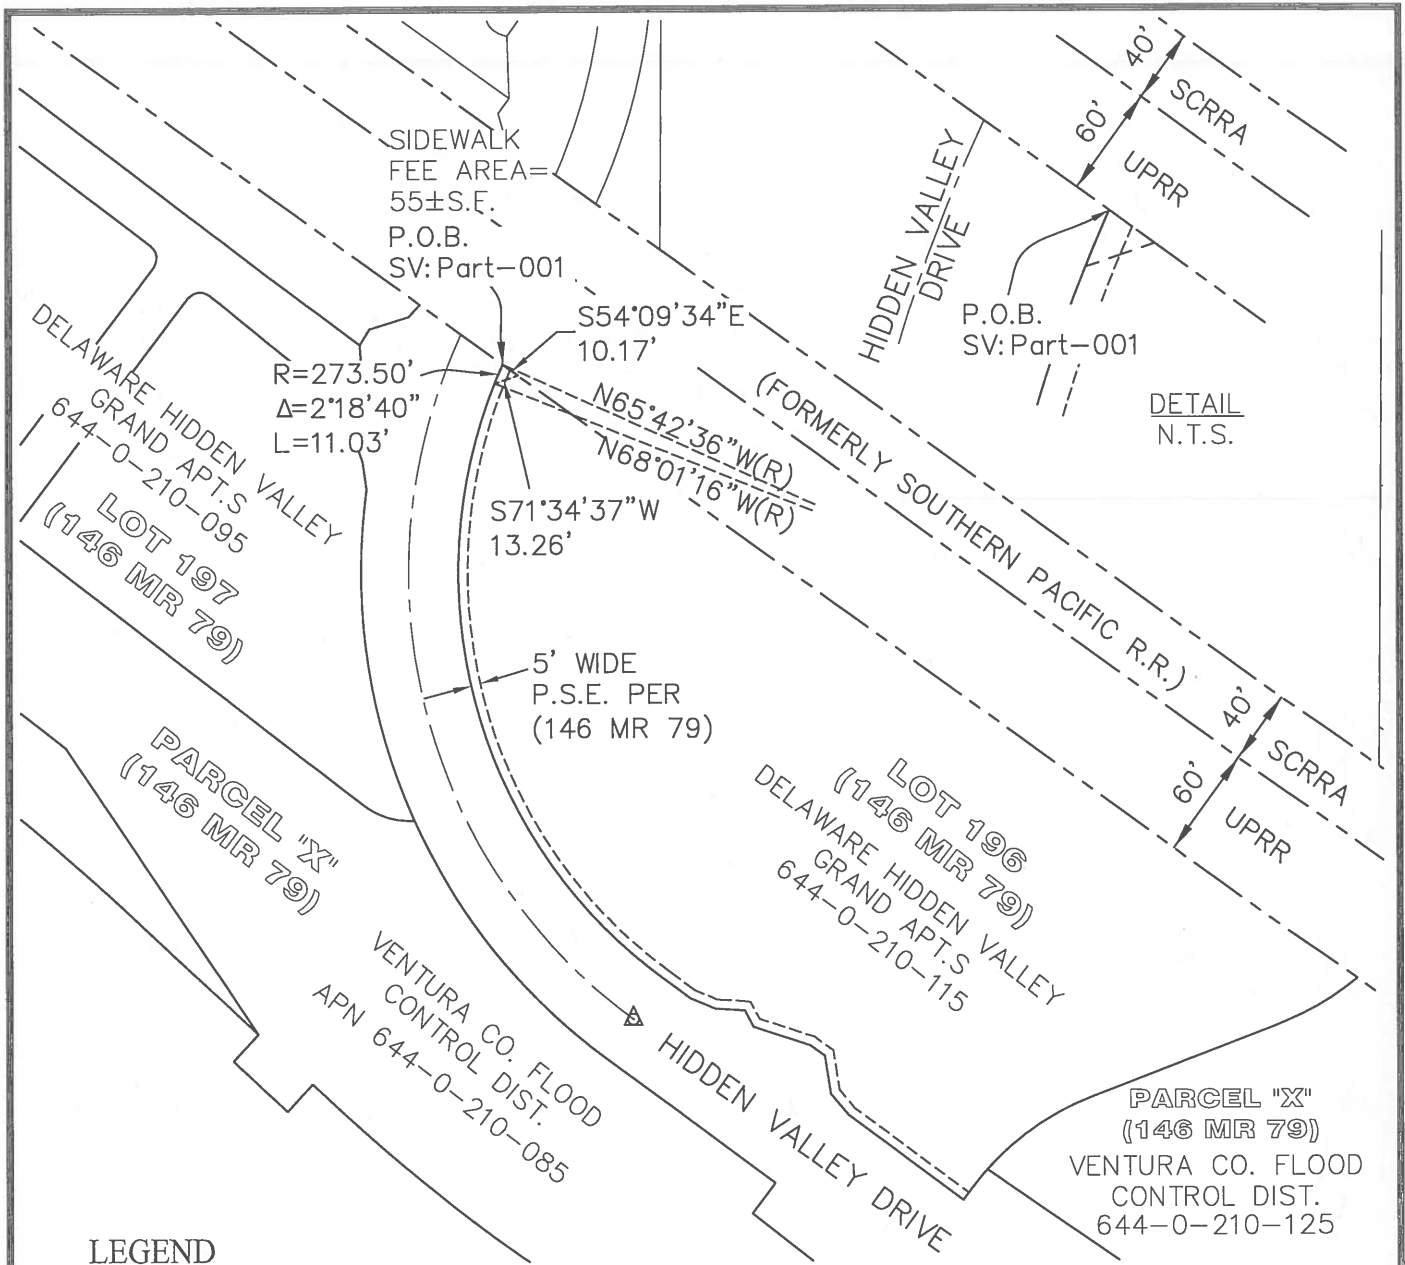 40'
SCRRA
60'
UPRR
HIDDEN VALLEY
DRIVE
P.O.B.
SV: Part-001
DETAIL
N.T.S.
SIDEWALK
FEE AREA=
55±S.F.
P.O.B.
SV: Part-001
S54°09'34"E
10.17'
R=273.50'
Δ=2°18'40"
L=11.03'
N65°42'36"W(R)
N68°01'16"W(R)
S71°34'37"W
13.26'
(FORMERLY SOUTHERN PACIFIC R.R.)
DELAWARE HIDDEN VALLEY
GRAND APT.S
644-0-210-095
LOT 197
(146 MR 79)
5' WIDE
P.S.E. PER
(146 MR 79)
40'
SCRRA
60'
UPRR
PARCEL "X"
(146 MR 79)
LOT 196
(146 MR 79)
DELAWARE HIDDEN VALLEY
GRAND APT.S
644-0-210-115
VENTURA CO. FLOOD
CONTROL DIST.
APN 644-0-210-085
HIDDEN VALLEY DRIVE
PARCEL "X"
(146 MR 79)
VENTURA CO. FLOOD
CONTROL DIST.
644-0-210-125
LEGEND